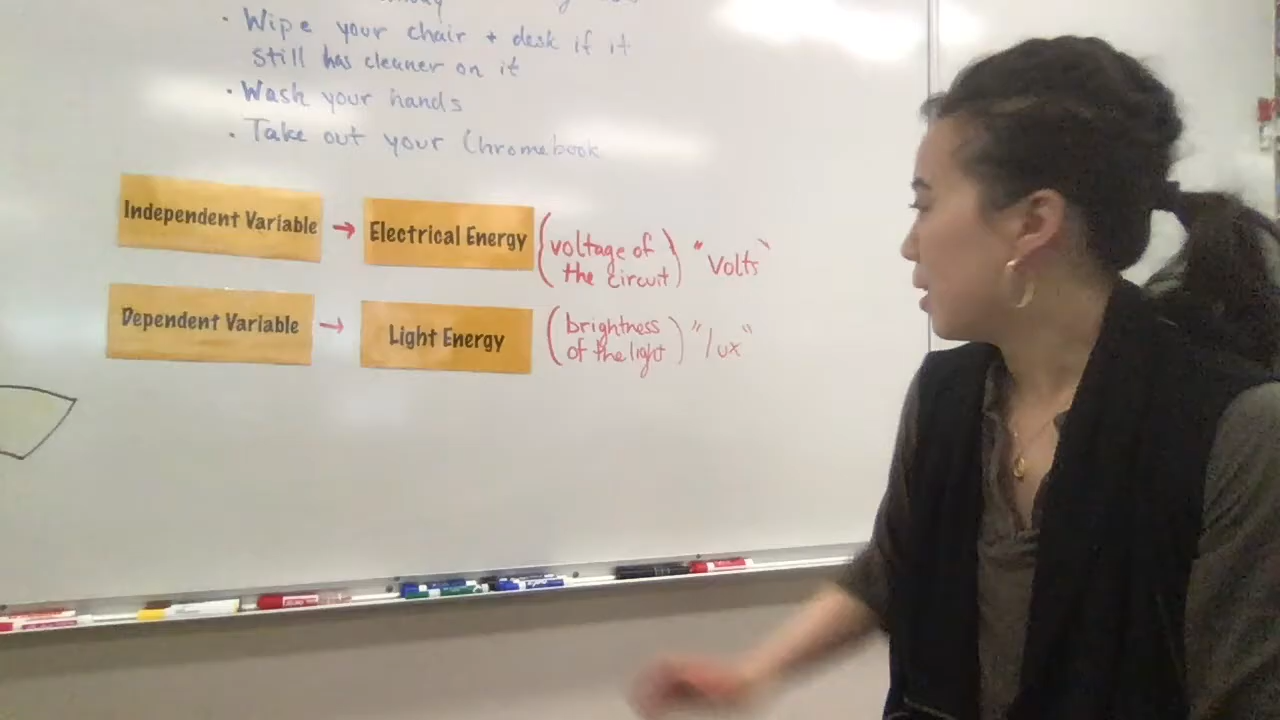 · Wipe your chair + desk if it
still has cleaner on it
· Wash your hands
· Take out your Chromebook
Independent Variable → Electrical Energy (voltage of the circuit) "Volts"
Dependent Variable → Light Energy (brightness of the light) "lux"